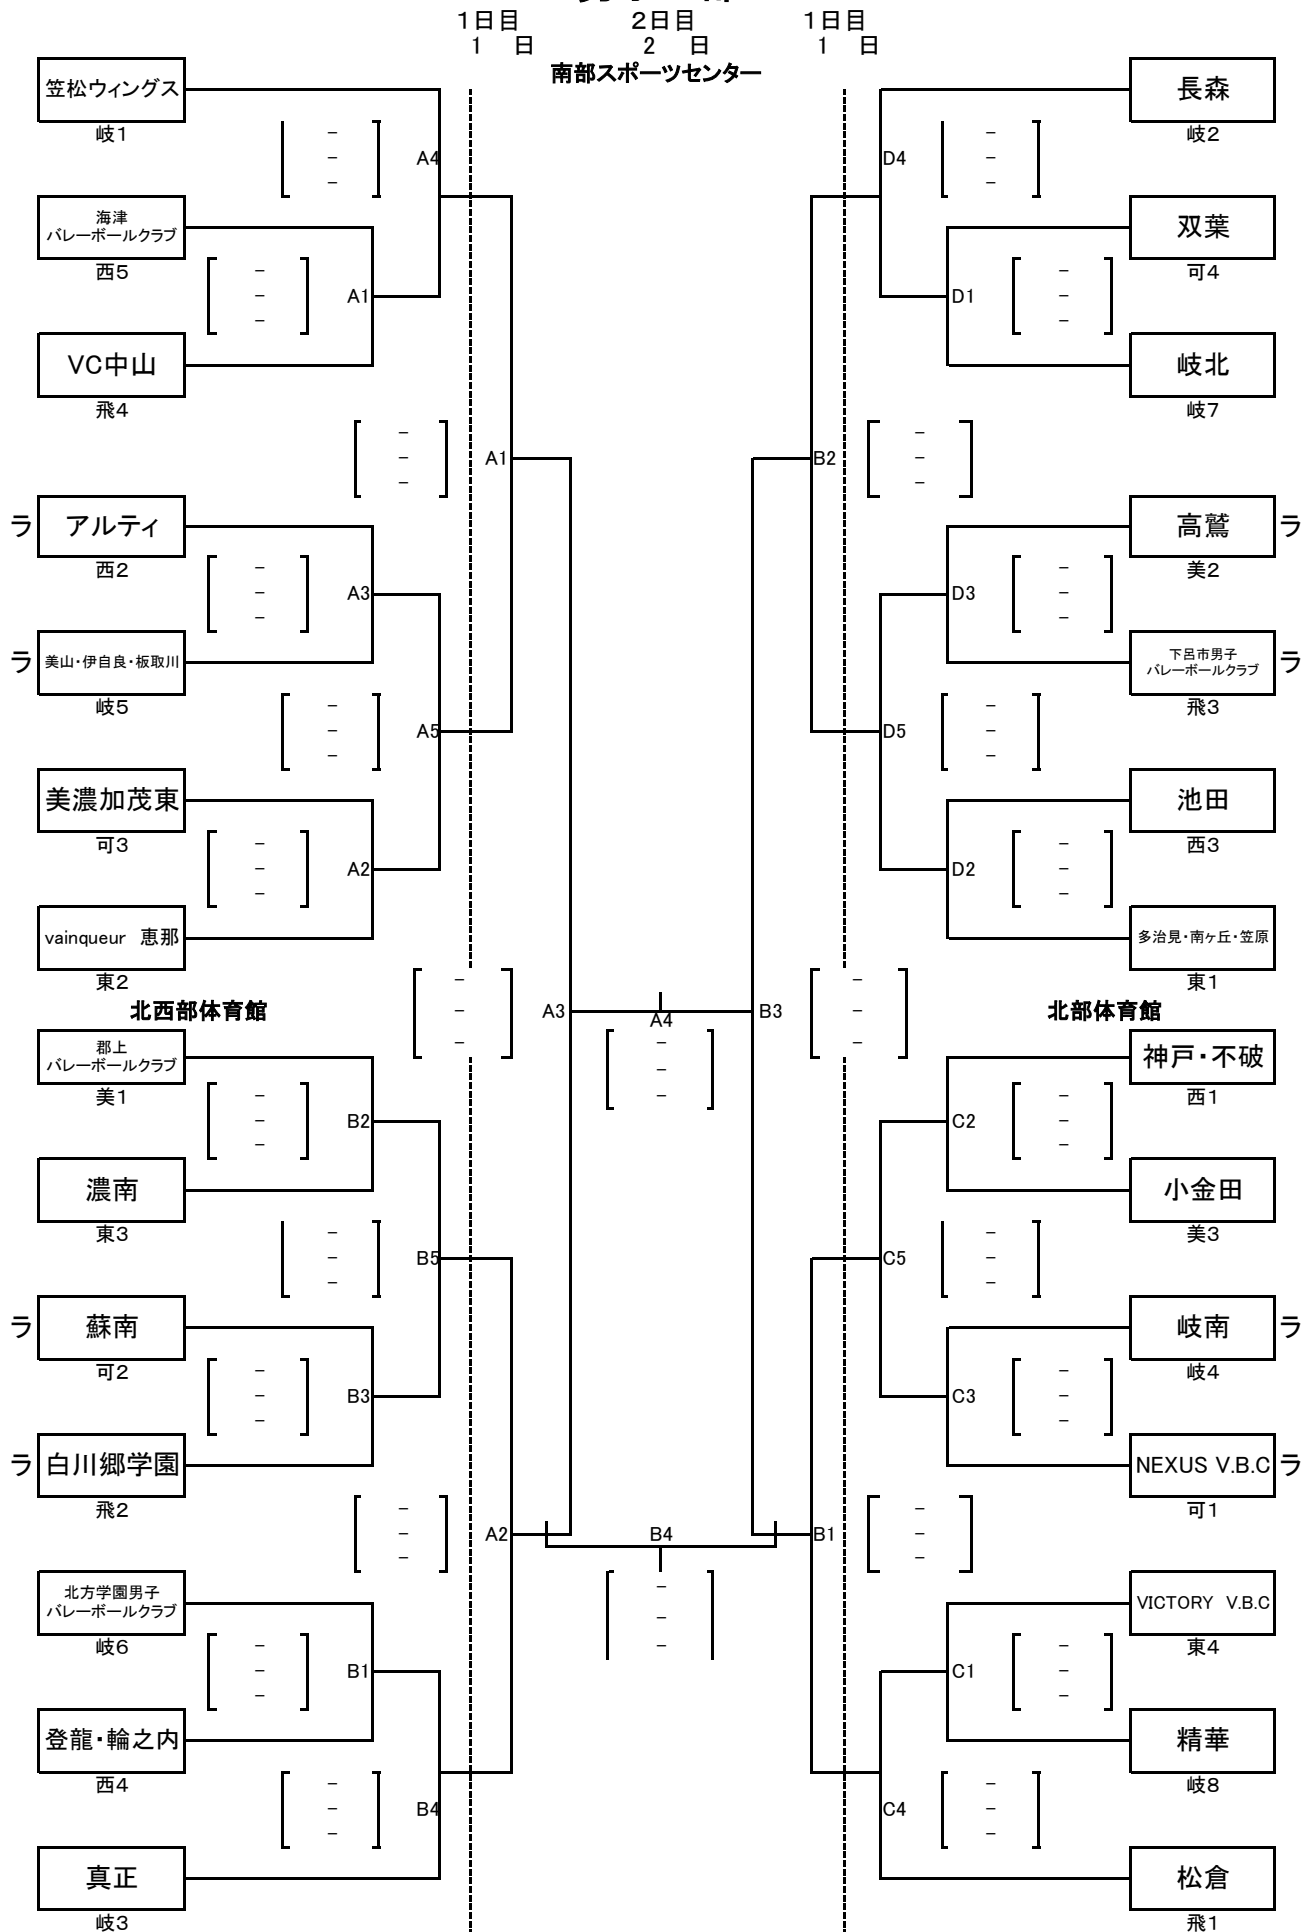 1日目 2日目 1日目
1 日 2 日 1 日
南部スポーツセンター
笠松ウィングス
岐1
A4
海津
バレーボールクラブ
西5
A1
VC中山
飛4
A1
ラ アルティ
西2
A3
ラ 美山・伊自良・板取川
岐5
A5
美濃加茂東
可3
A2
vainqueur 恵那
東2
北西部体育館
A3
郡上
バレーボールクラブ
美1
B2
濃南
東3
B5
ラ 蘇南
可2
B3
ラ 白川郷学園
飛2
A2
北方学園男子
バレーボールクラブ
岐6
B1
登龍・輪之内
西4
B4
真正
岐3
A4
B4
長森
岐2
D4
双葉
可4
D1
岐北
岐7
B2
高鷲 ラ
美2
D3
下呂市男子
バレーボールクラブ ラ
飛3
D5
池田
西3
D2
多治見・南ヶ丘・笠原
東1
北部体育館
B3
神戸・不破
西1
C2
小金田
美3
C5
岐南 ラ
岐4
C3
NEXUS V.B.C ラ
可1
B1
VICTORY V.B.C
東4
C1
精華
岐8
C4
松倉
飛1